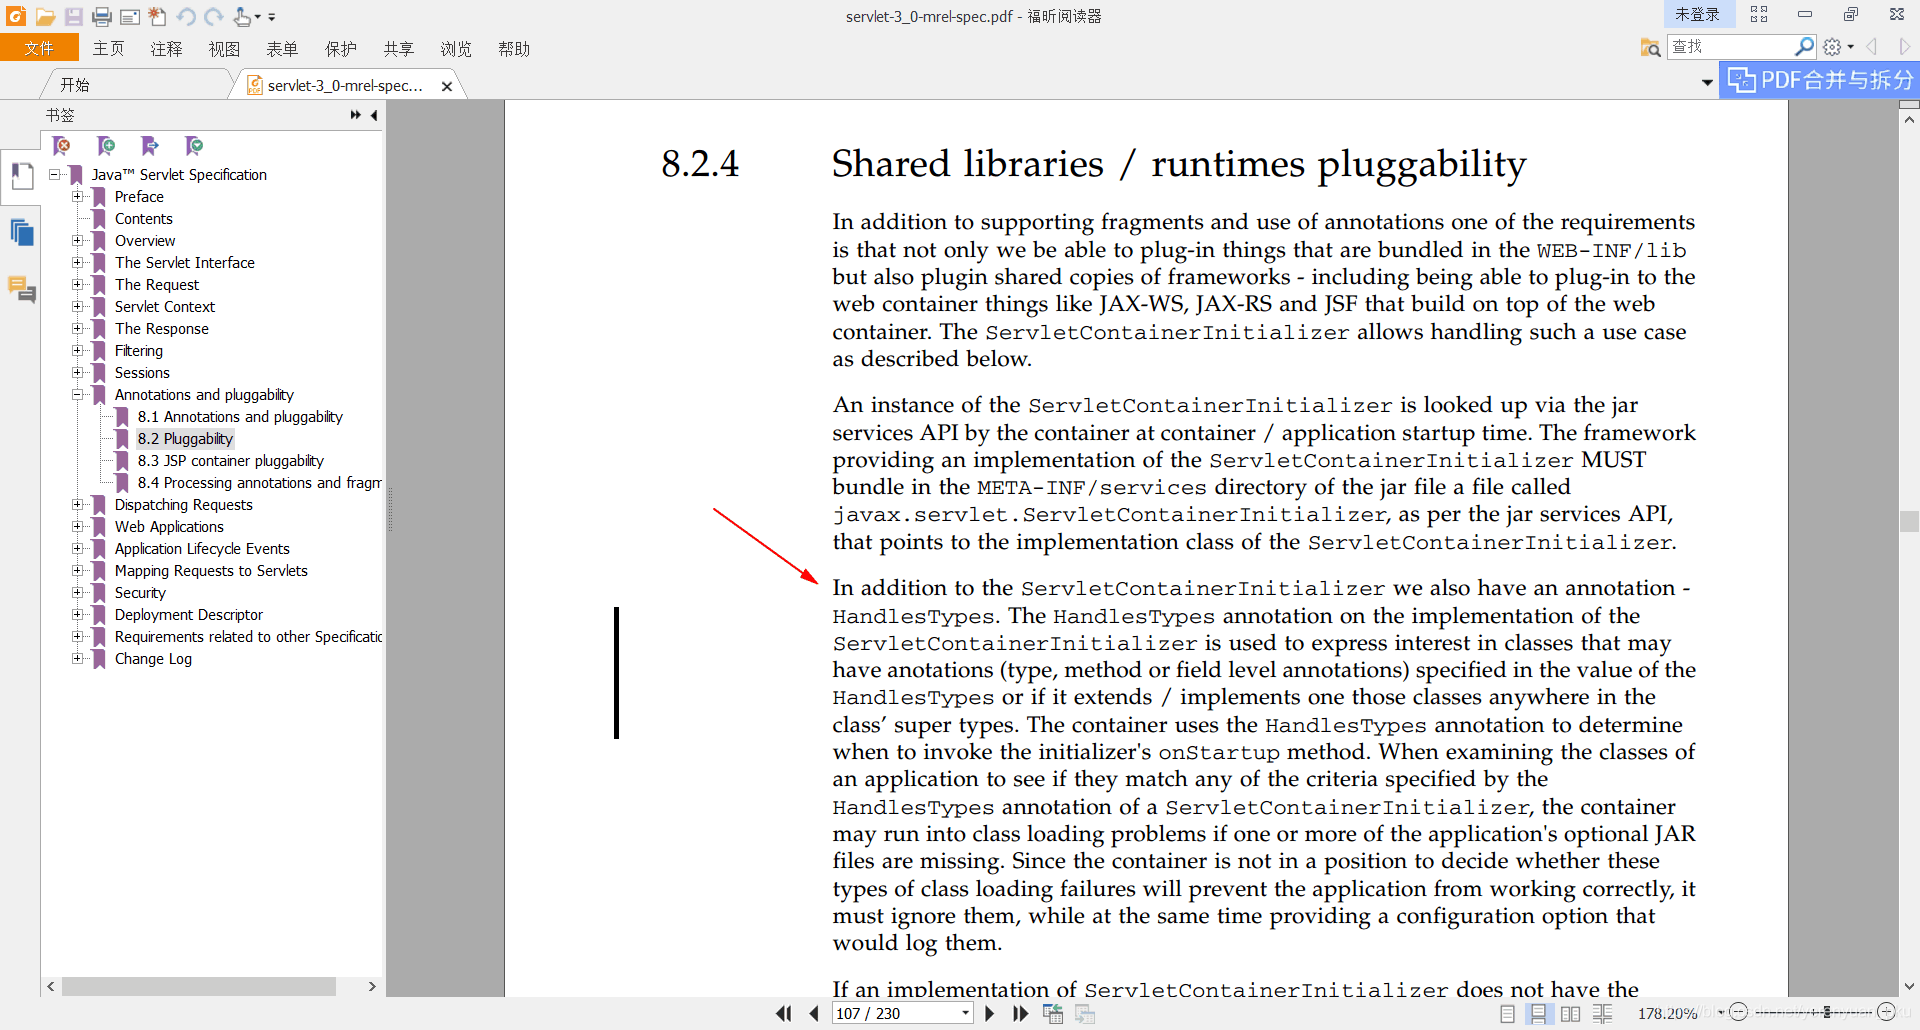 servlet-3_0-mrel-spec.pdf - 福昕阅读器
未登录
文件
主页
注释
视图
表单
保护
共享
浏览
帮助
查找
开始
servlet-3_0-mrel-spec...
PDF合并与拆分
书签
Java™ Servlet Specification
Preface
Contents
Overview
The Servlet Interface
The Request
Servlet Context
The Response
Filtering
Sessions
Annotations and pluggability
8.1 Annotations and pluggability
8.2 Pluggability
8.3 JSP container pluggability
8.4 Processing annotations and fragm
Dispatching Requests
Web Applications
Application Lifecycle Events
Mapping Requests to Servlets
Security
Deployment Descriptor
Requirements related to other Specificatic
Change Log
8.2.4 Shared libraries / runtimes pluggability
In addition to supporting fragments and use of annotations one of the requirements
is that not only we be able to plug-in things that are bundled in the WEB-INF/lib
but also plugin shared copies of frameworks - including being able to plug-in to the
web container things like JAX-WS, JAX-RS and JSF that build on top of the web
container. The ServletContainerInitializer allows handling such a use case
as described below.
An instance of the ServletContainerInitializer is looked up via the jar
services API by the container at container / application startup time. The framework
providing an implementation of the ServletContainerInitializer MUST
bundle in the META-INF/services directory of the jar file a file called
javax.servlet.ServletContainerInitializer, as per the jar services API,
that points to the implementation class of the ServletContainerInitializer.
In addition to the ServletContainerInitializer we also have an annotation -
HandlesTypes. The HandlesTypes annotation on the implementation of the
ServletContainerInitializer is used to express interest in classes that may
have anotations (type, method or field level annotations) specified in the value of the
HandlesTypes or if it extends / implements one those classes anywhere in the
class’ super types. The container uses the HandlesTypes annotation to determine
when to invoke the initializer's onStartup method. When examining the classes of
an application to see if they match any of the criteria specified by the
HandlesTypes annotation of a ServletContainerInitializer, the container
may run into class loading problems if one or more of the application's optional JAR
files are missing. Since the container is not in a position to decide whether these
types of class loading failures will prevent the application from working correctly, it
must ignore them, while at the same time providing a configuration option that
would log them.
If an implementation of ServletContainerInitializer does not have the
107 / 230
178.20%